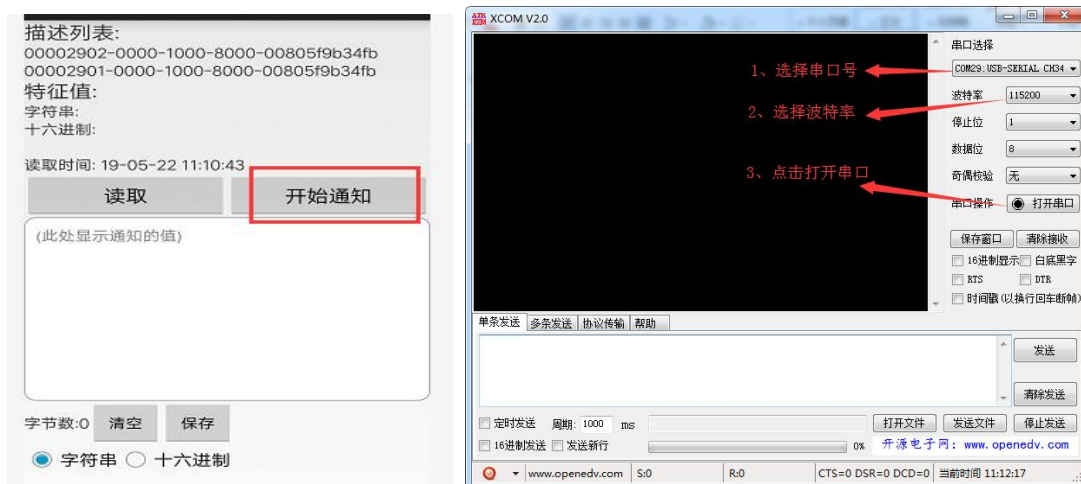 描述列表:
00002902-0000-1000-8000-00805f9b34fb
00002901-0000-1000-8000-00805f9b34fb
特征值:
字符串:
十六进制:
读取时间: 19-05-22 11:10:43
读取
开始通知
(此处显示通知的值)
字节数:0
清空
保存
字符串
十六进制
ATK
XCOM V2.0
1、选择串口号
2、选择波特率
3、点击打开串口
串口选择
COM29:USB-SERIAL CH34
波特率
115200
停止位
1
数据位
8
奇偶校验
无
串口操作
打开串口
保存窗口
清除接收
16进制显示
白底黑字
RTS
DTR
时间戳(以换行回车断帧)
单条发送
多条发送
协议传输
帮助
发送
清除发送
定时发送
周期:
1000
ms
打开文件
发送文件
停止发送
16进制发送
发送新行
0%
开源电子网: www.openedv.com
www.openedv.com
S:0
R:0
CTS=0 DSR=0 DCD=0
当前时间 11:12:17